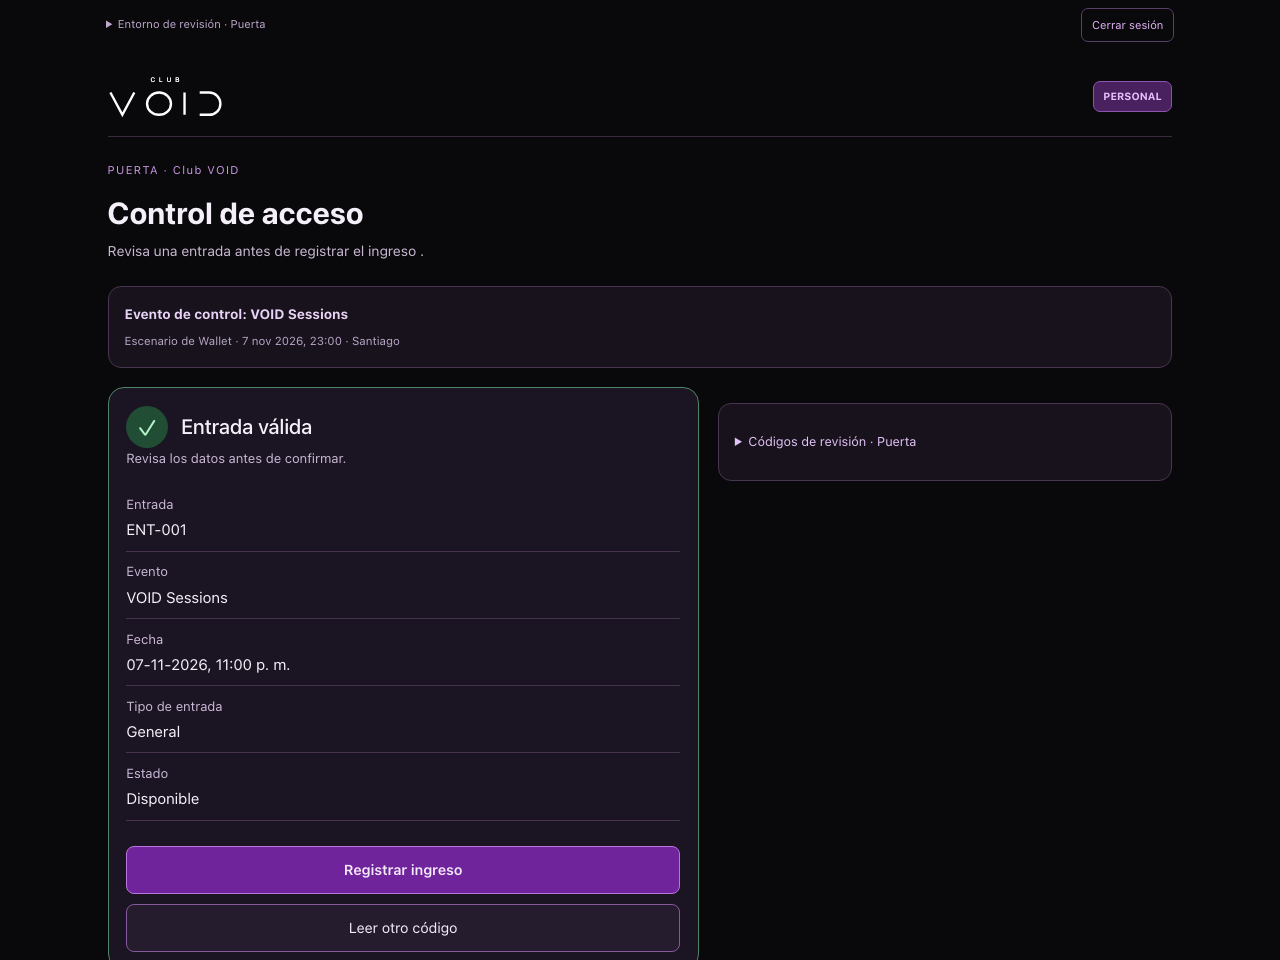 Entorno de revisión · Puerta
Cerrar sesión
CLUB
VOID
PERSONAL
PUERTA · Club VOID
Control de acceso
Revisa una entrada antes de registrar el ingreso .
Evento de control: VOID Sessions
Escenario de Wallet · 7 nov 2026, 23:00 · Santiago
Entrada válida
Revisa los datos antes de confirmar.
Entrada
ENT-001
Evento
VOID Sessions
Fecha
07-11-2026, 11:00 p. m.
Tipo de entrada
General
Estado
Disponible
Registrar ingreso
Leer otro código
Códigos de revisión · Puerta